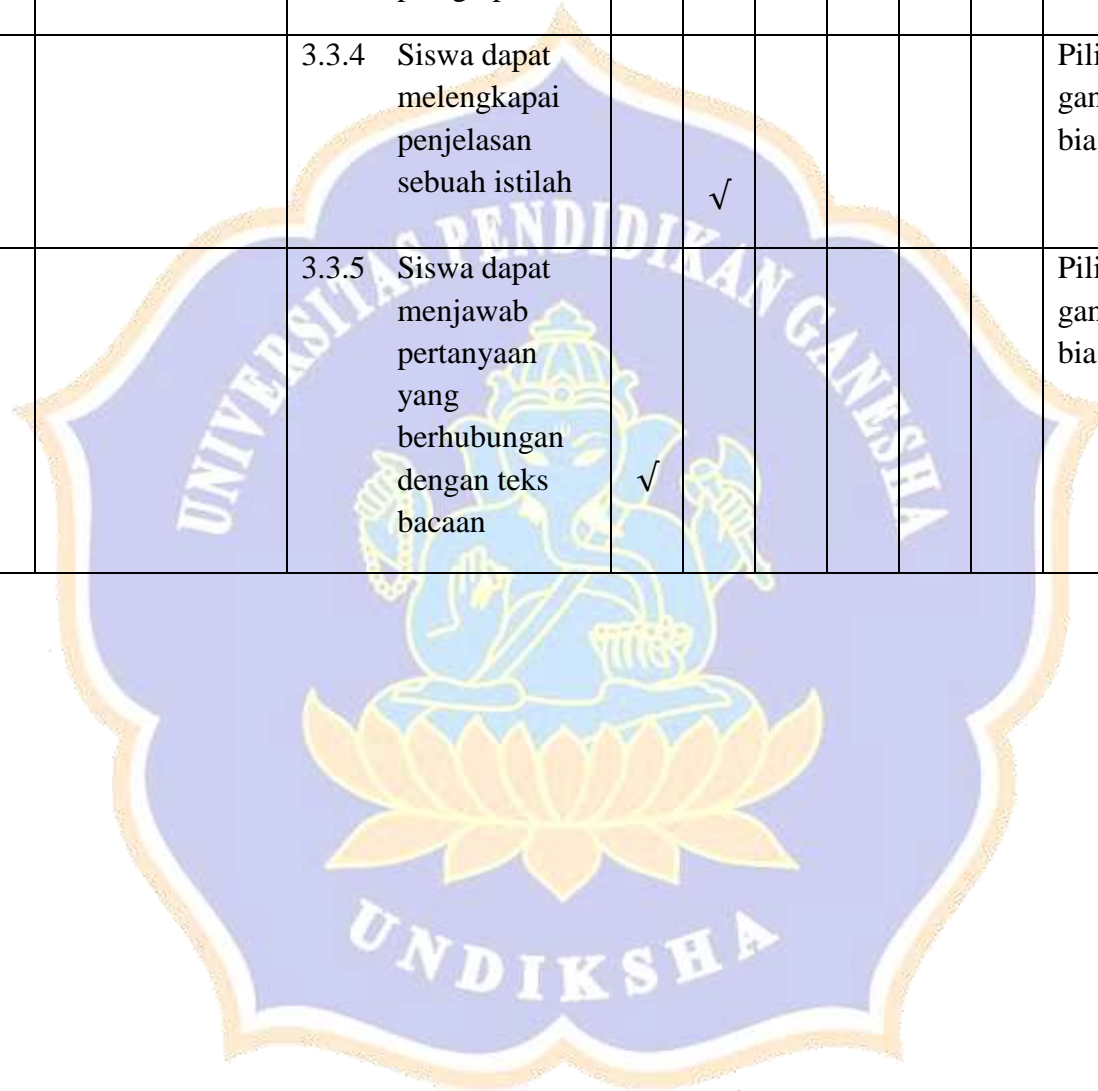 3.3.4 Siswa dapat
melengkapai
penjelasan
sebuah istilah
√
3.3.5 Siswa dapat
menjawab
pertanyaan
yang
berhubungan
dengan teks
bacaan
√
UNIVERSITAS PENDIDIKAN GANESHA
UNDIKSHA